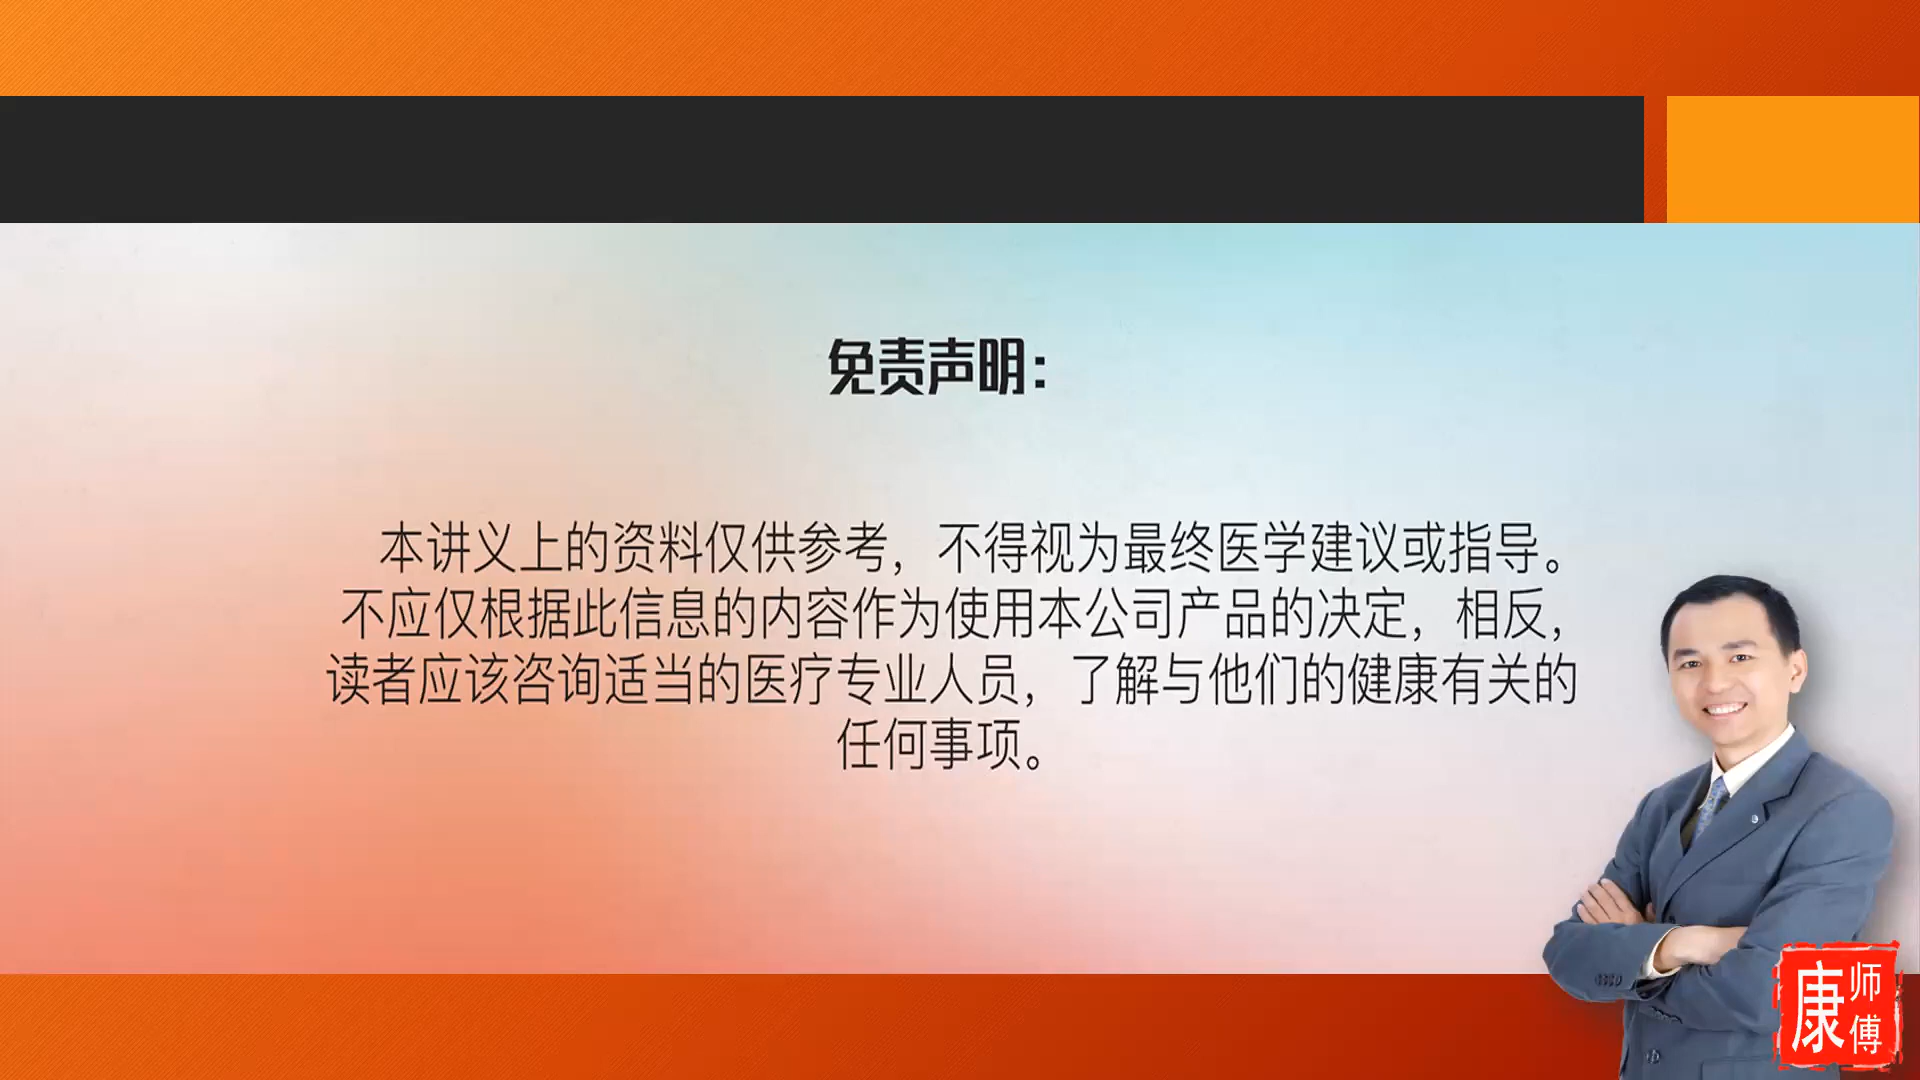 免责声明：
本讲义上的资料仅供参考，不得视为最终医学建议或指导。
不应仅根据此信息的内容作为使用本公司产品的决定，相反，
读者应该咨询适当的医疗专业人员，了解与他们的健康有关的
任何事项。
康师傅